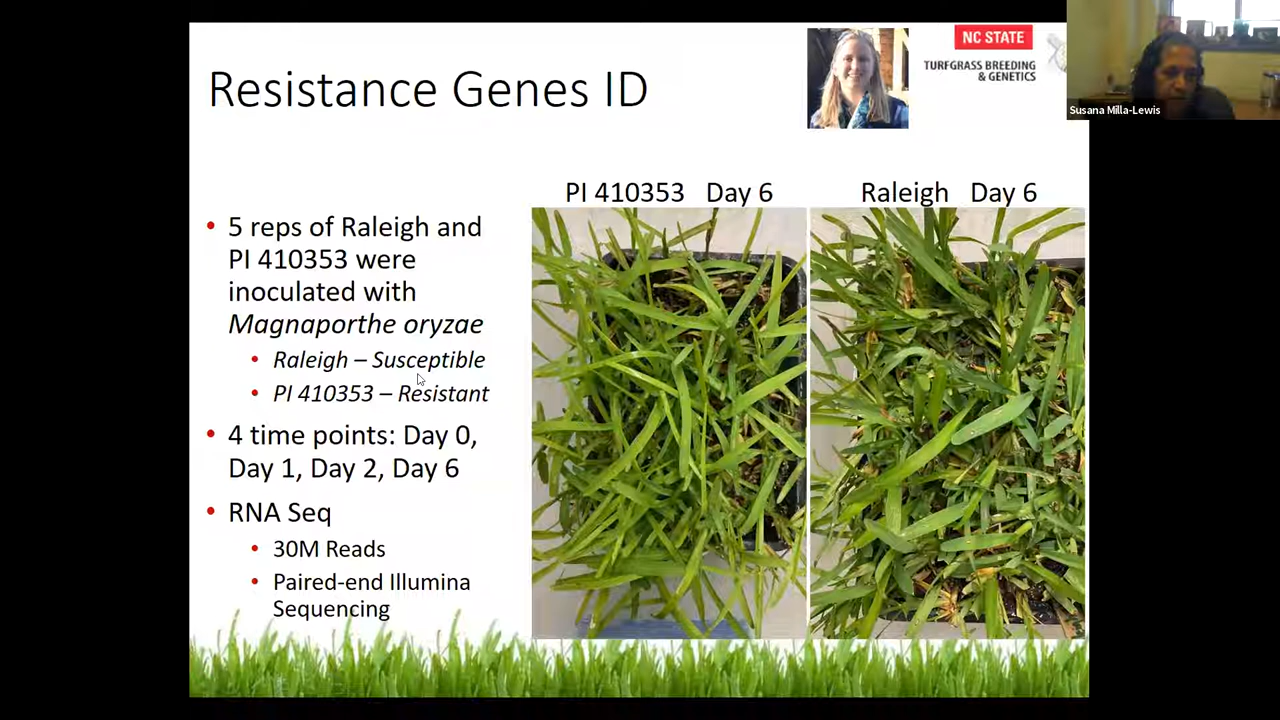 Resistance Genes ID
NC STATE
TURFGRASS BREEDING
& GENETICS
Susana Milla-Lewis
PI 410353 Day 6
Raleigh Day 6
• 5 reps of Raleigh and
PI 410353 were
inoculated with
Magnaporthe oryzae
• Raleigh – Susceptible
• PI 410353 – Resistant
• 4 time points: Day 0,
Day 1, Day 2, Day 6
• RNA Seq
• 30M Reads
• Paired-end Illumina
Sequencing